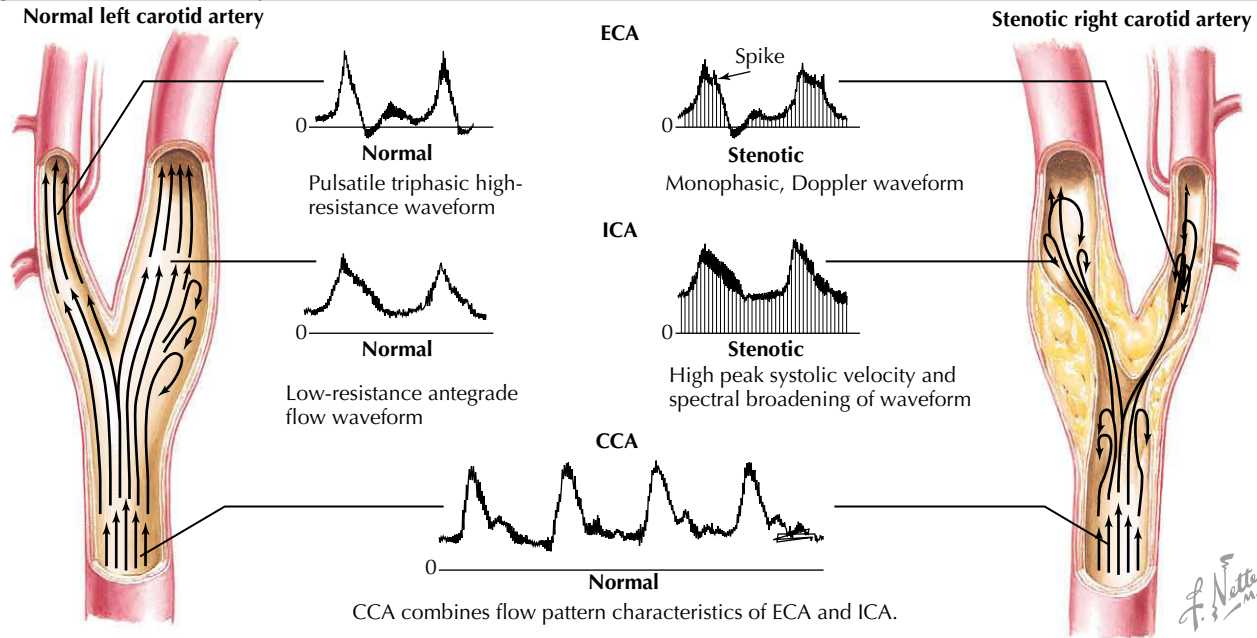 Normal left carotid artery
Stenotic right carotid artery
ECA
Spike
0
Normal
Pulsatile triphasic high-
resistance waveform
0
Stenotic
Monophasic, Doppler waveform
ICA
0
Normal
Low-resistance antegrade
flow waveform
0
Stenotic
High peak systolic velocity and
spectral broadening of waveform
CCA
0
Normal
CCA combines flow pattern characteristics of ECA and ICA.
F. Netter